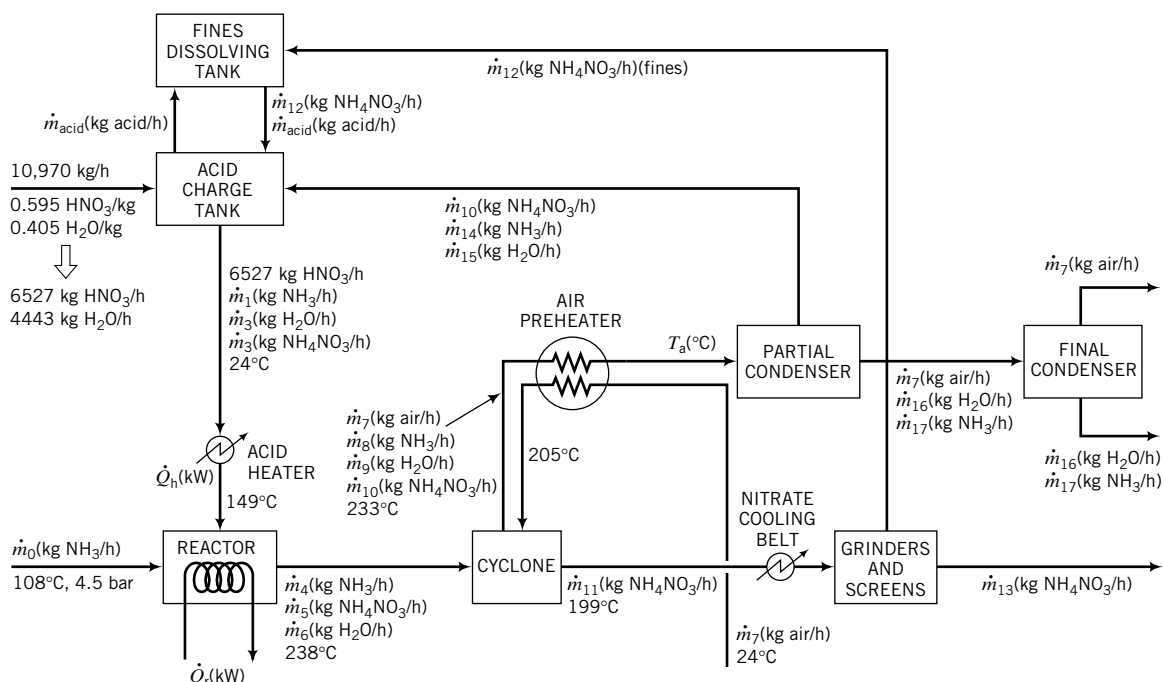 FINES
DISSOLVING
TANK
ṁ12(kg NH4NO3/h)(fines)
ṁ12(kg NH4NO3/h)
ṁacid(kg acid/h)
ṁacid(kg acid/h)
10,970 kg/h
0.595 HNO3/kg
0.405 H2O/kg
6527 kg HNO3/h
4443 kg H2O/h
ACID
CHARGE
TANK
ṁ10(kg NH4NO3/h)
ṁ14(kg NH3/h)
ṁ15(kg H2O/h)
6527 kg HNO3/h
ṁ1(kg NH3/h)
ṁ3(kg H2O/h)
ṁ3(kg NH4NO3/h)
24°C
AIR
PREHEATER
Ta(°C)
PARTIAL
CONDENSER
ṁ7(kg air/h)
FINAL
CONDENSER
ṁ7(kg air/h)
ṁ16(kg H2O/h)
ṁ17(kg NH3/h)
ṁ16(kg H2O/h)
ṁ17(kg NH3/h)
ṁ7(kg air/h)
ṁ8(kg NH3/h)
ṁ9(kg H2O/h)
ṁ10(kg NH4NO3/h)
233°C
205°C
ACID
HEATER
Q̇h(kW)
149°C
NITRATE
COOLING
BELT
ṁ0(kg NH3/h)
108°C, 4.5 bar
REACTOR
ṁ4(kg NH3/h)
ṁ5(kg NH4NO3/h)
ṁ6(kg H2O/h)
238°C
Q̇r(kW)
CYCLONE
ṁ11(kg NH4NO3/h)
199°C
ṁ7(kg air/h)
24°C
GRINDERS
AND
SCREENS
ṁ13(kg NH4NO3/h)